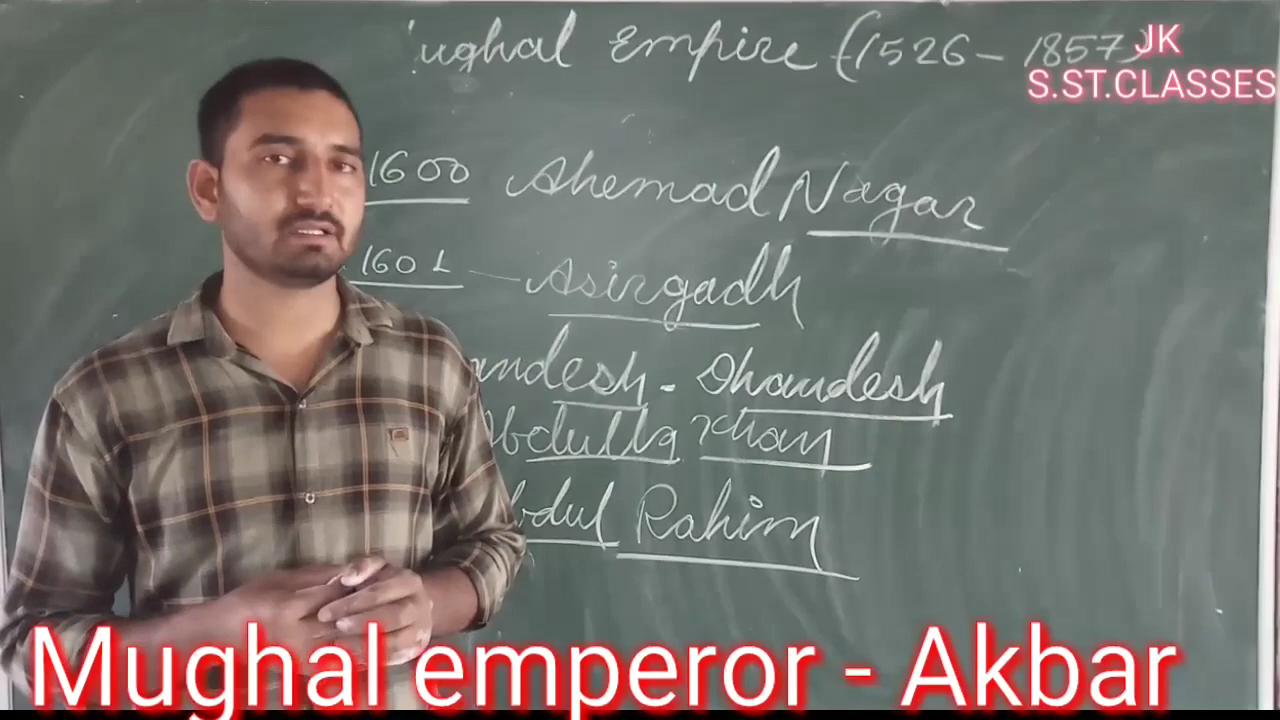 ughal Empire (1526 - 1857)
JK
S.ST.CLASSES
1600 Ahemad Nagar
1601 - Asirgadh
andesh - Dhandesh
Abdulla Khan
bdul Rahim
Mughal emperor - Akbar